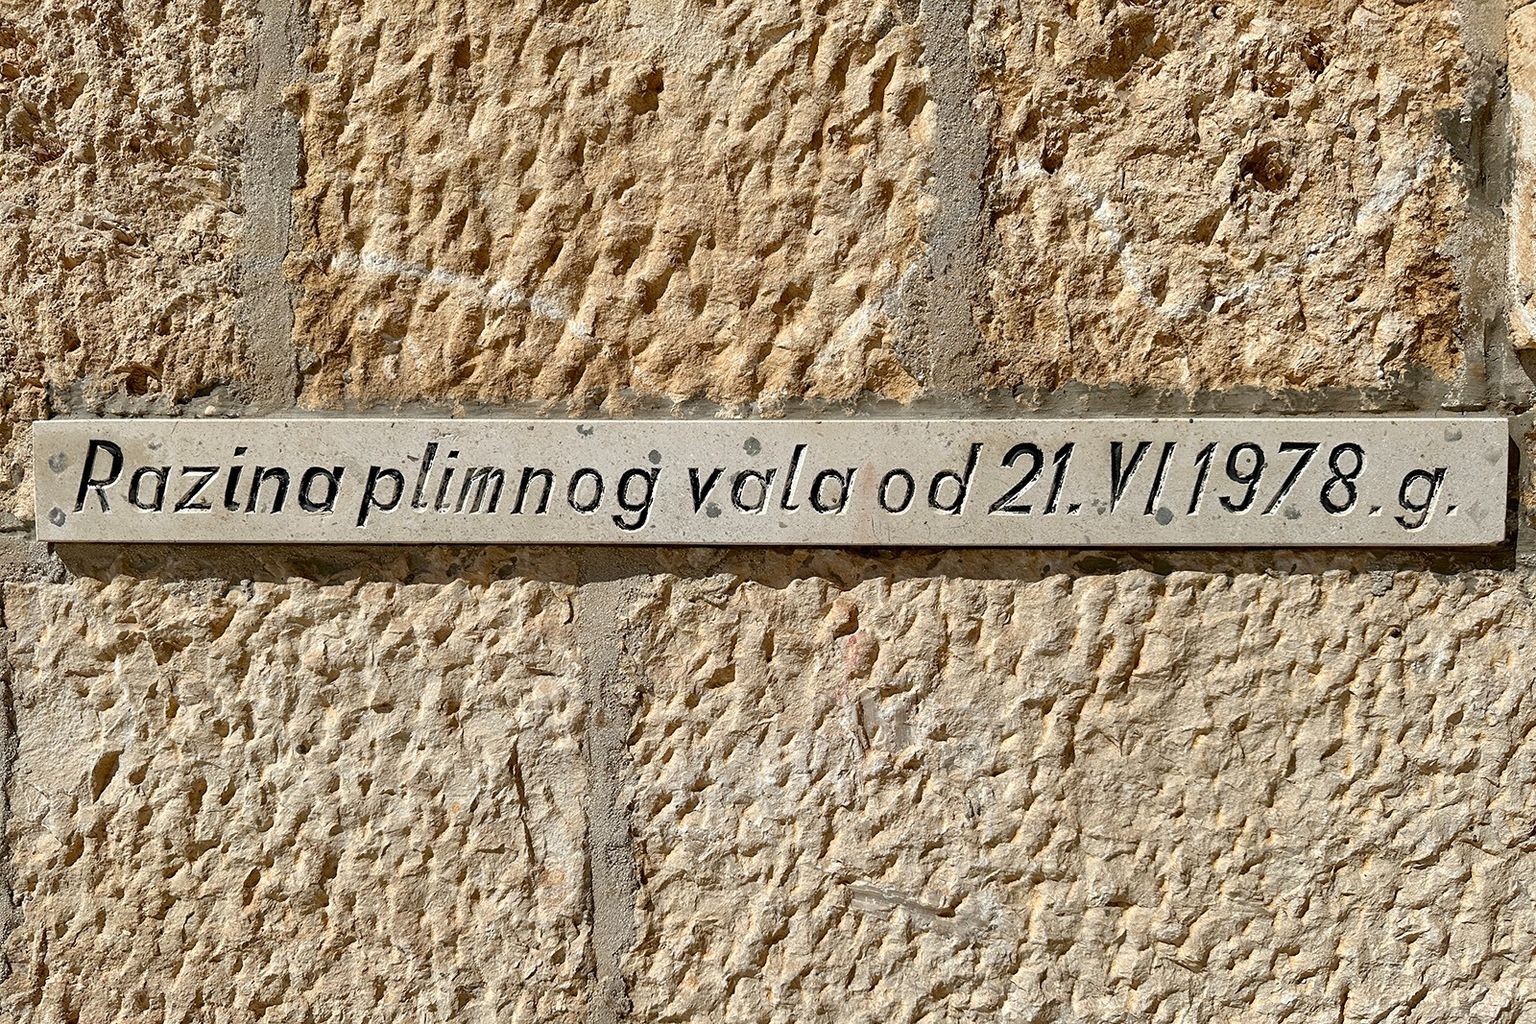 Razina plimnog vala od 21. VI 1978. g.